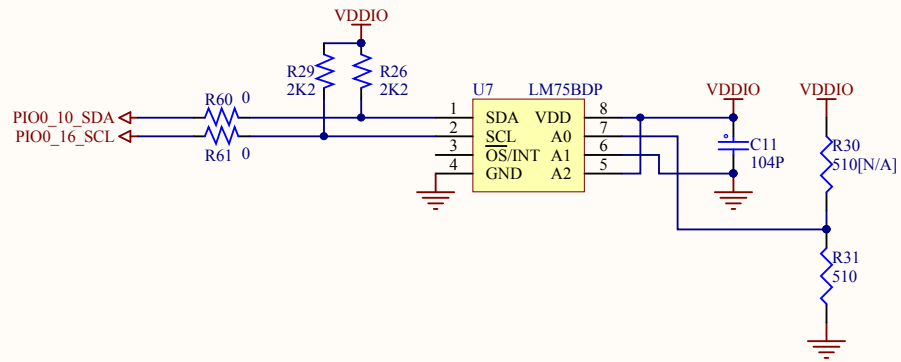 VDDIO
R29
2K2
R26
2K2
R60 0
PIO0_10_SDA
PIO0_16_SCL
R61 0
U7 LM75BDP
1 SDA VDD 8
2 SCL A0 7
3 OS/INT A1 6
4 GND A2 5
VDDIO
C11
104P
VDDIO
R30
510[N/A]
R31
510